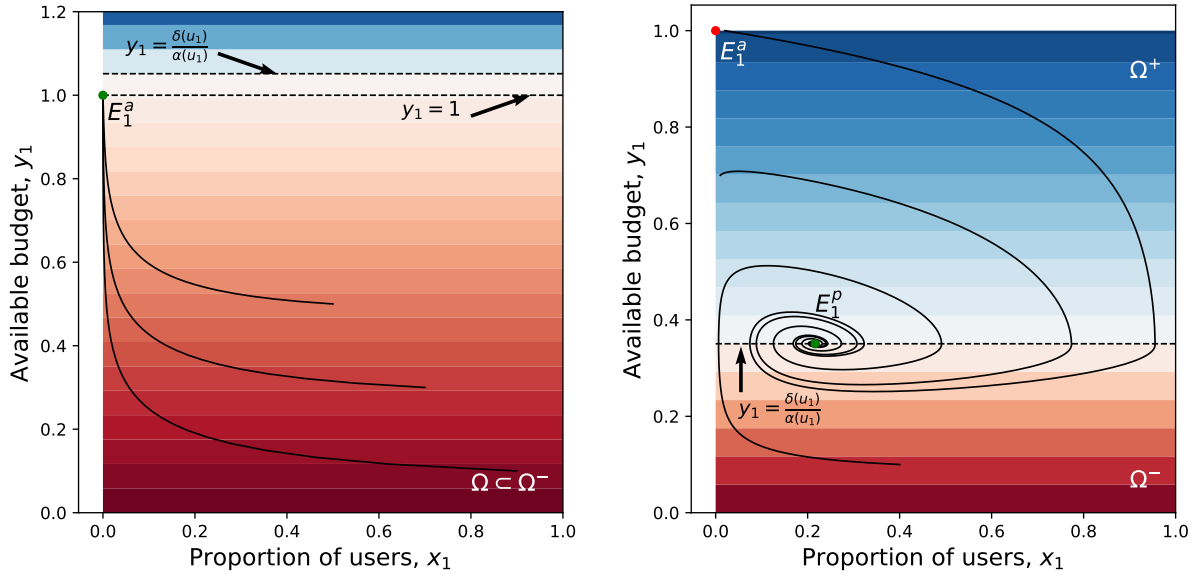 1.2
1.0
0.8
0.6
0.4
0.2
0.0
Available budget, y₁
y₁ = δ(u₁)/α(u₁)
E₁ᵃ
y₁ = 1
Ω ⊂ Ω⁻
0.0 0.2 0.4 0.6 0.8 1.0
Proportion of users, x₁
1.0
0.8
0.6
0.4
0.2
0.0
Available budget, y₁
E₁ᵃ
Ω⁺
E₁ᵖ
y₁ = δ(u₁)/α(u₁)
Ω⁻
0.0 0.2 0.4 0.6 0.8 1.0
Proportion of users, x₁